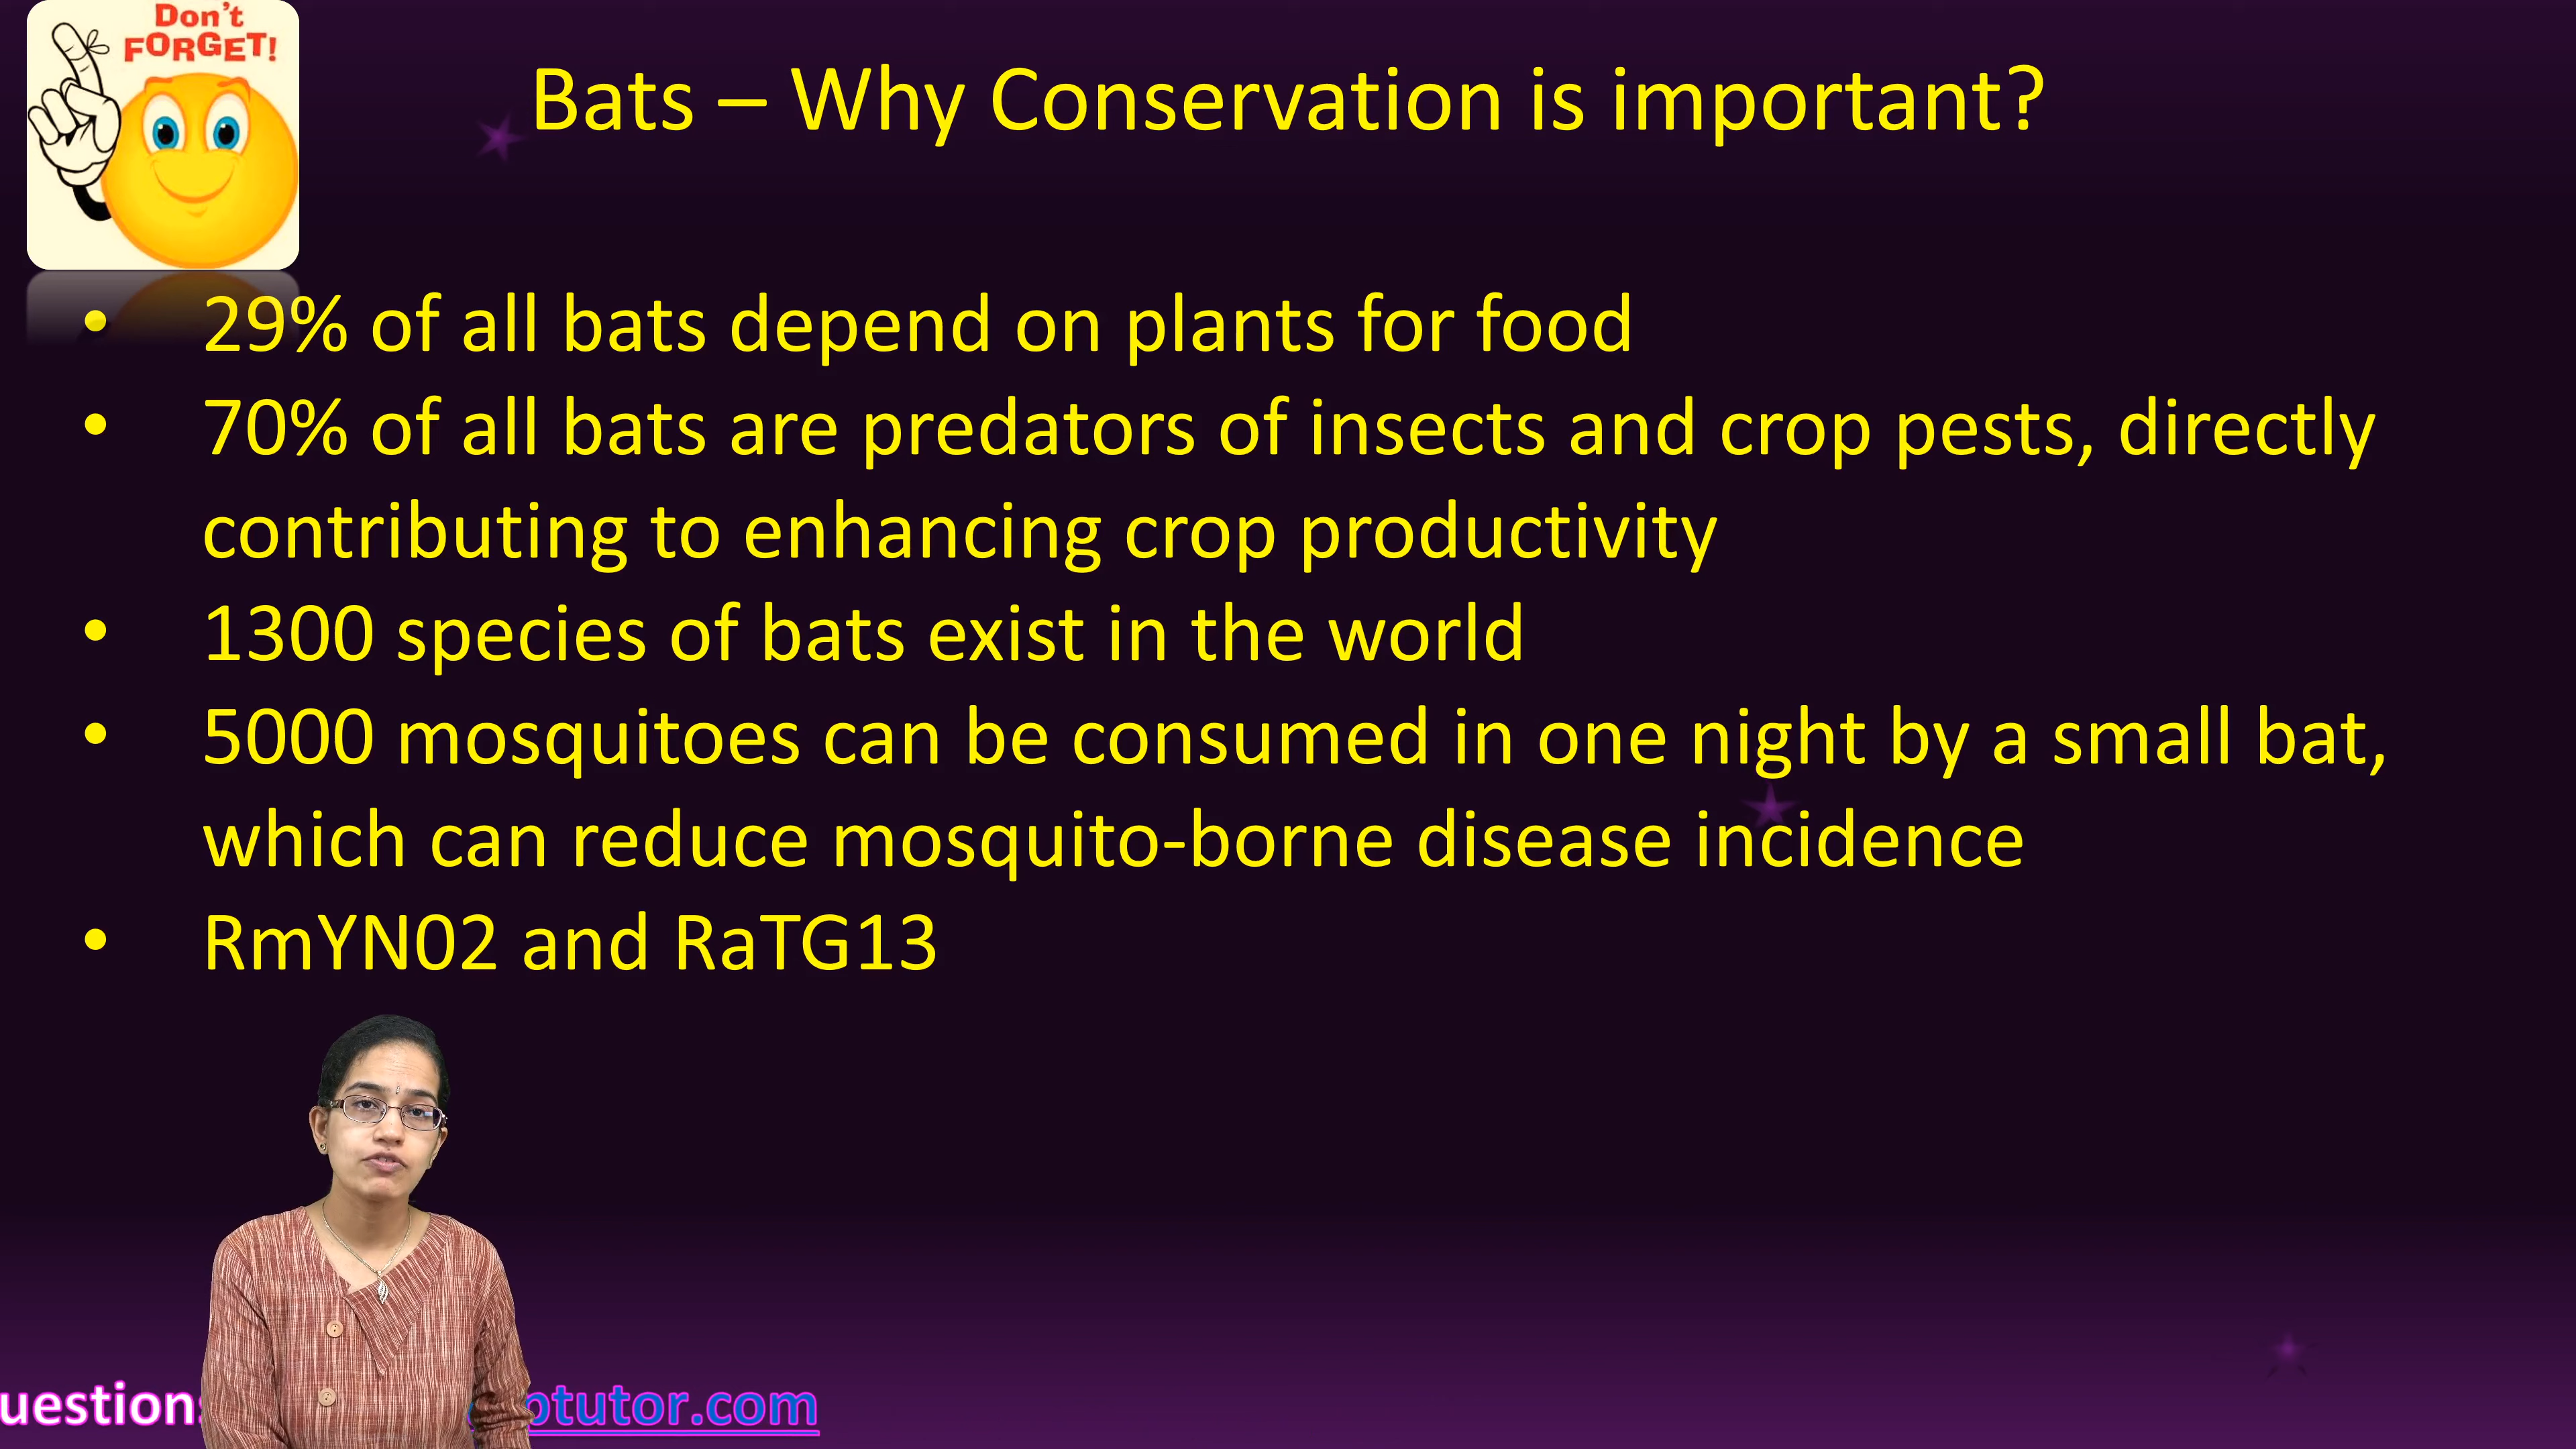 Don't
FORGET!
Bats – Why Conservation is important?
• 29% of all bats depend on plants for food
• 70% of all bats are predators of insects and crop pests, directly
contributing to enhancing crop productivity
• 1300 species of bats exist in the world
• 5000 mosquitoes can be consumed in one night by a small bat,
which can reduce mosquito-borne disease incidence
• RmYN02 and RaTG13